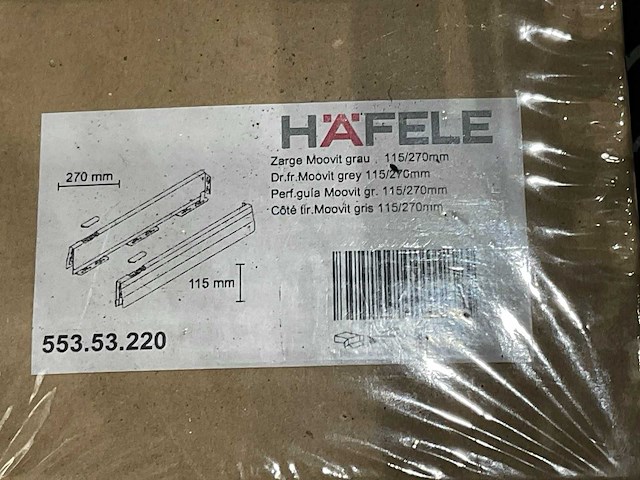 HÄFELE
Zarge Moovit grau . 115/270mm
Dr.fr.Moovit grey 115/270mm
Perf.guía Moovit gr. 115/270mm
Côté tir.Moovit gris 115/270mm
270 mm
115 mm
553.53.220